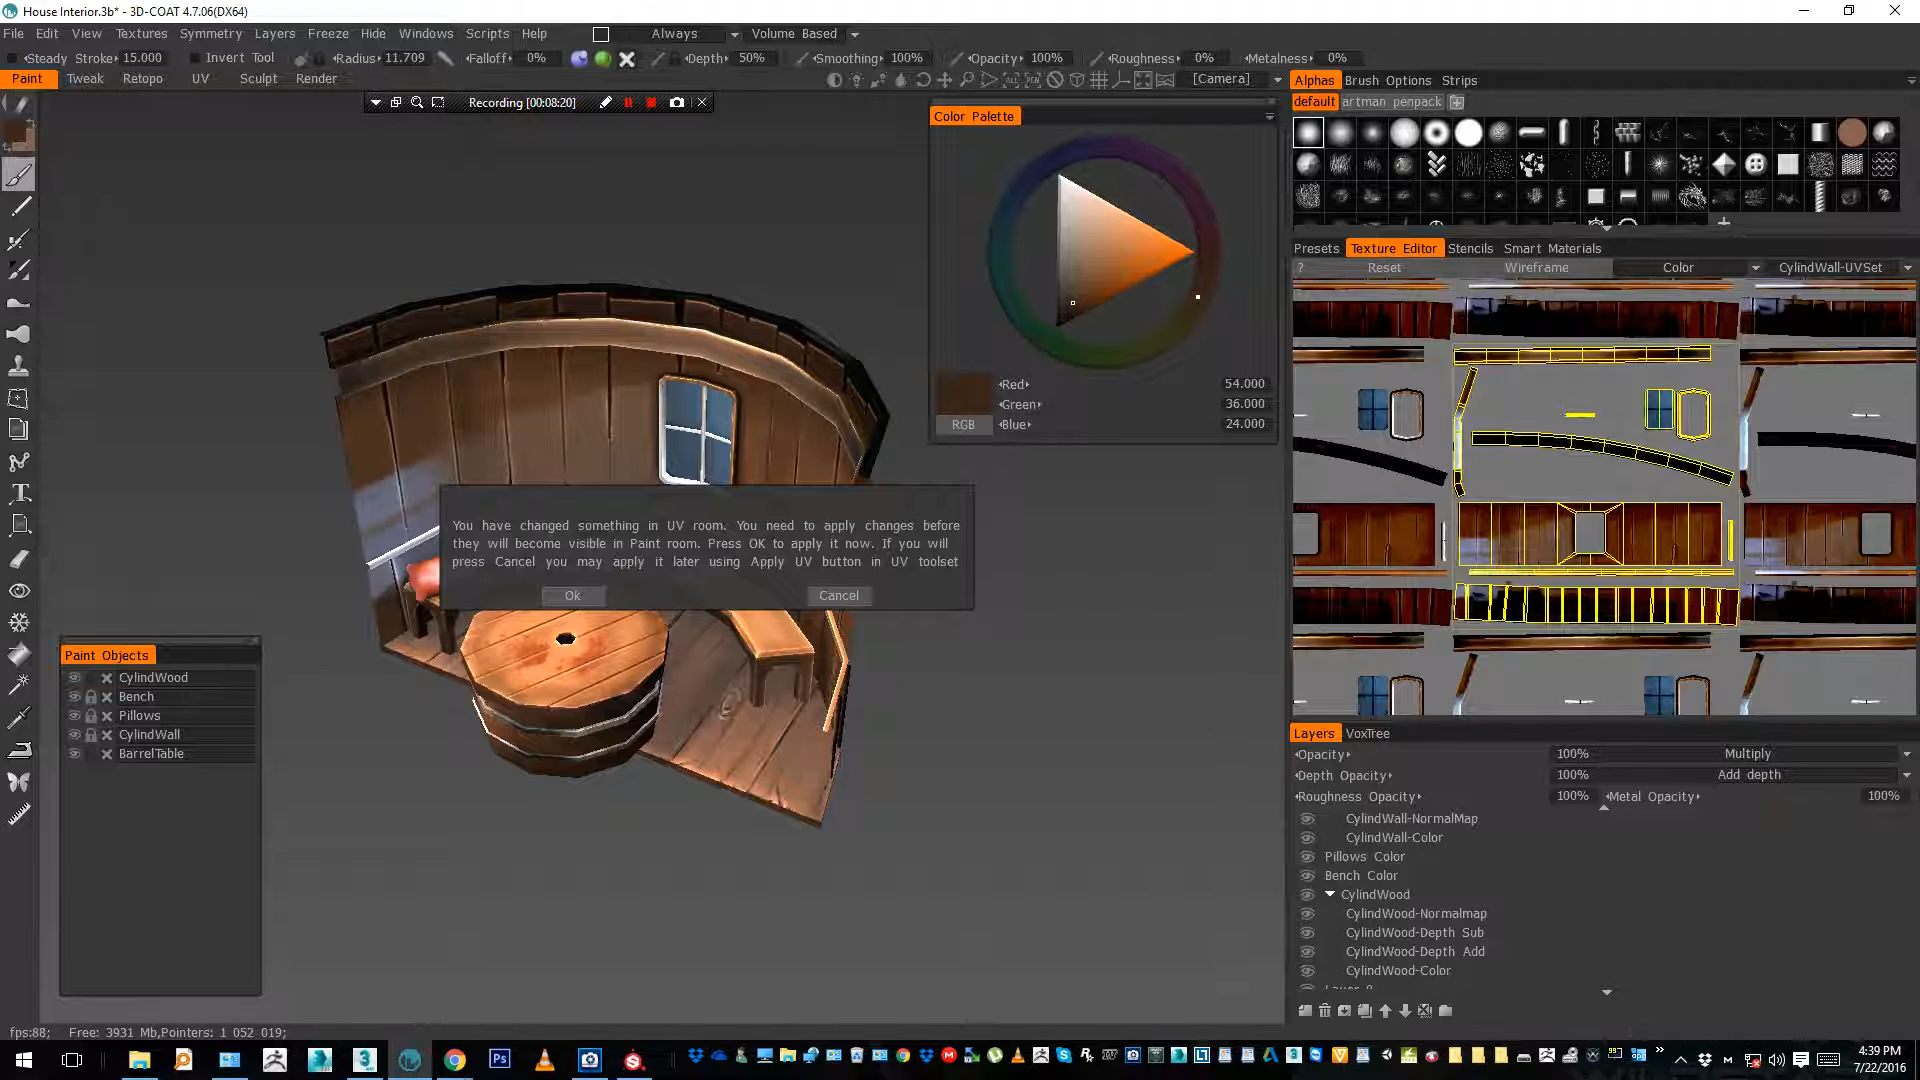 House Interior.3b* - 3D-COAT 4.7.06(DX64)
File Edit View Textures Symmetry Layers Freeze Hide Windows Scripts Help Always Volume Based
Steady Stroke 15.000 Invert Tool Radius 11.709 Falloff 0% Depth 50% Smoothing 100% Opacity 100% Roughness 0% Metalness 0%
Paint Tweak Retopo UV Sculpt Render [Camera]
Recording [00:08:20]
Color Palette
Red 54.000
Green 36.000
RGB Blue 24.000
Alphas Brush Options Strips
default artman penpack
Presets Texture Editor Stencils Smart Materials
? Reset Wireframe Color CylindWall-UVSet
You have changed something in UV room. You need to apply changes before
they will become visible in Paint room. Press OK to apply it now. If you will
press Cancel you may apply it later using Apply UV button in UV toolset
Ok Cancel
Paint Objects
CylindWood
Bench
Pillows
CylindWall
BarrelTable
Layers VoxTree
Opacity 100% Multiply
Depth Opacity 100% Add depth
Roughness Opacity 100% Metal Opacity 100%
CylindWall-NormalMap
CylindWall-Color
Pillows Color
Bench Color
CylindWood
CylindWood-Normalmap
CylindWood-Depth Sub
CylindWood-Depth Add
CylindWood-Color
fps:88; Free: 3931 Mb,Pointers: 1 052 019;
Ps
4:39 PM
7/22/2016